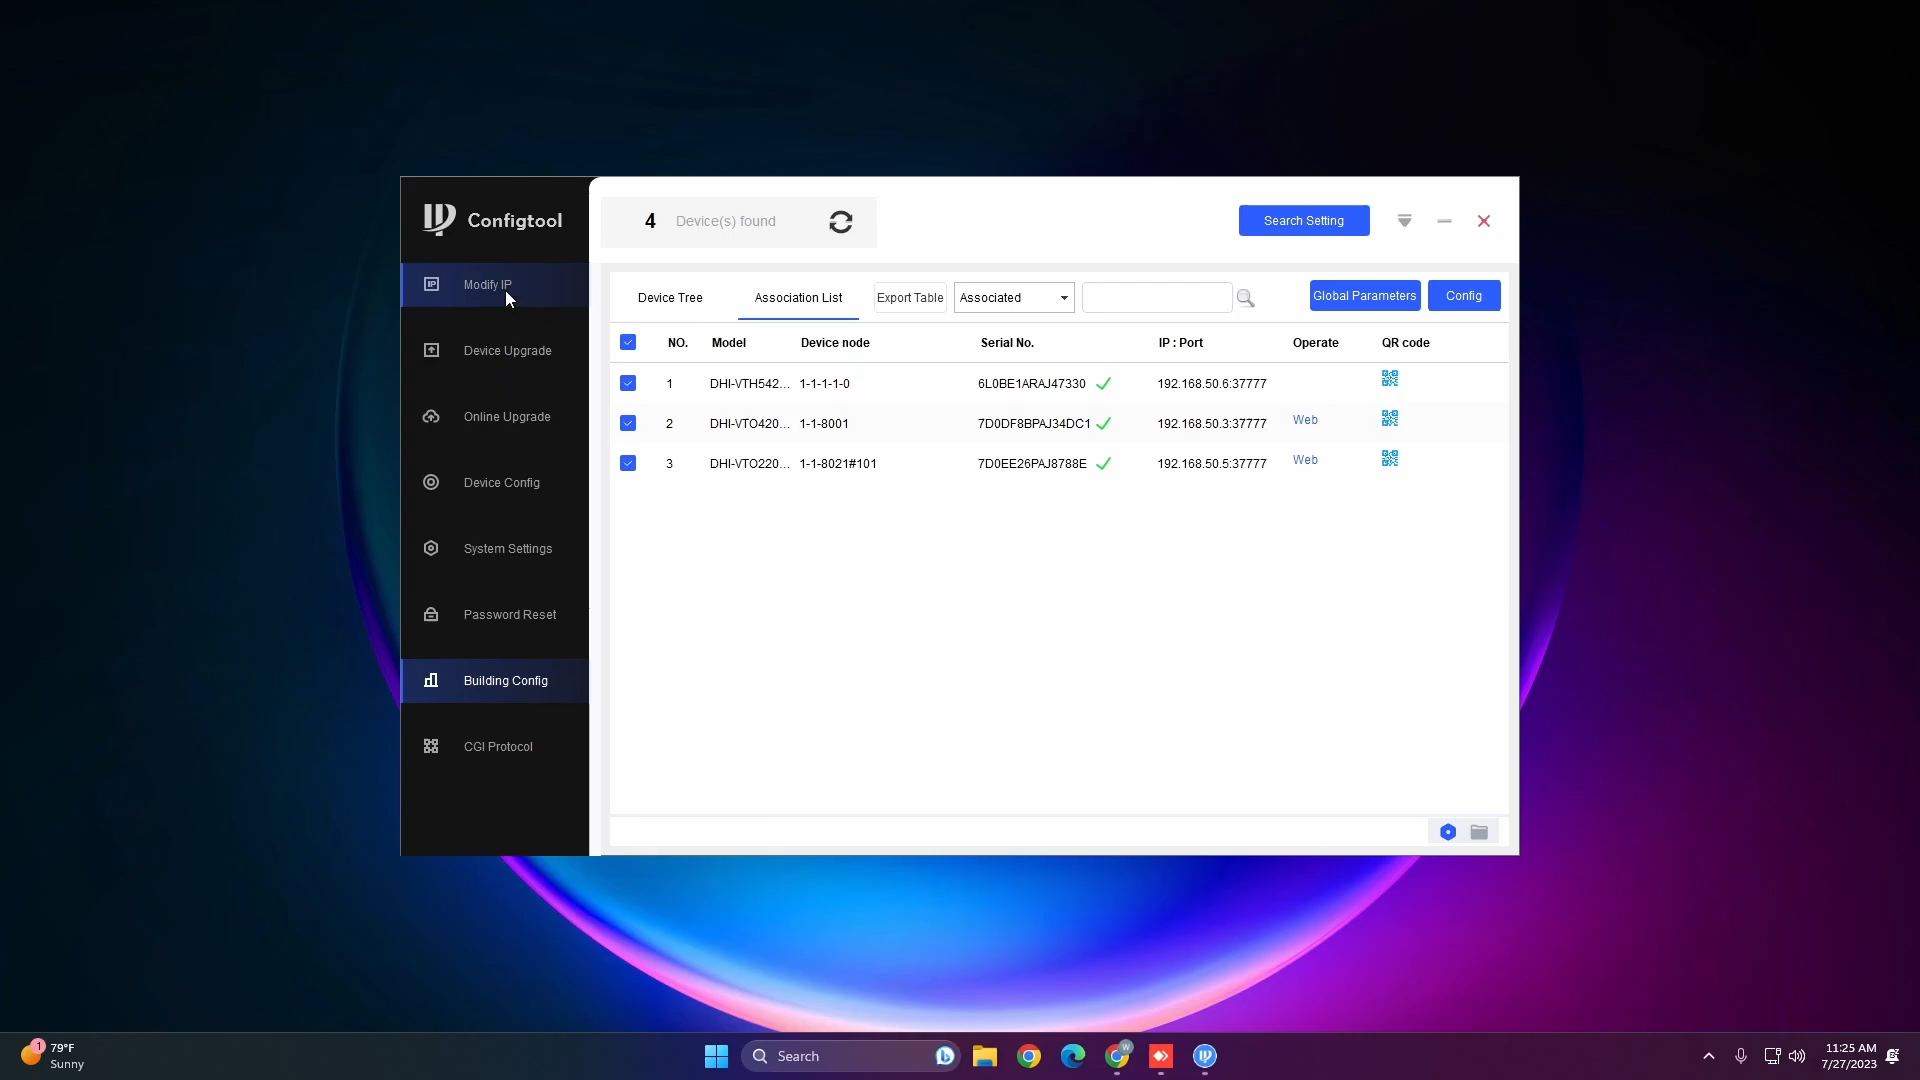 Configtool
4 Device(s) found
Search Setting
Modify IP
Device Upgrade
Online Upgrade
Device Config
System Settings
Password Reset
Building Config
CGI Protocol
Device Tree Association List Export Table Associated Global Parameters Config
NO. Model Device node Serial No. IP : Port Operate QR code
1 DHI-VTH542... 1-1-1-1-0 6L0BE1ARAJ47330 192.168.50.6:37777
2 DHI-VTO420... 1-1-8001 7D0DF8BPAJ34DC1 192.168.50.3:37777 Web
3 DHI-VTO220... 1-1-8021#101 7D0EE26PAJ8788E 192.168.50.5:37777 Web
1
79°F
Sunny
Search
W
11:25 AM
7/27/2023